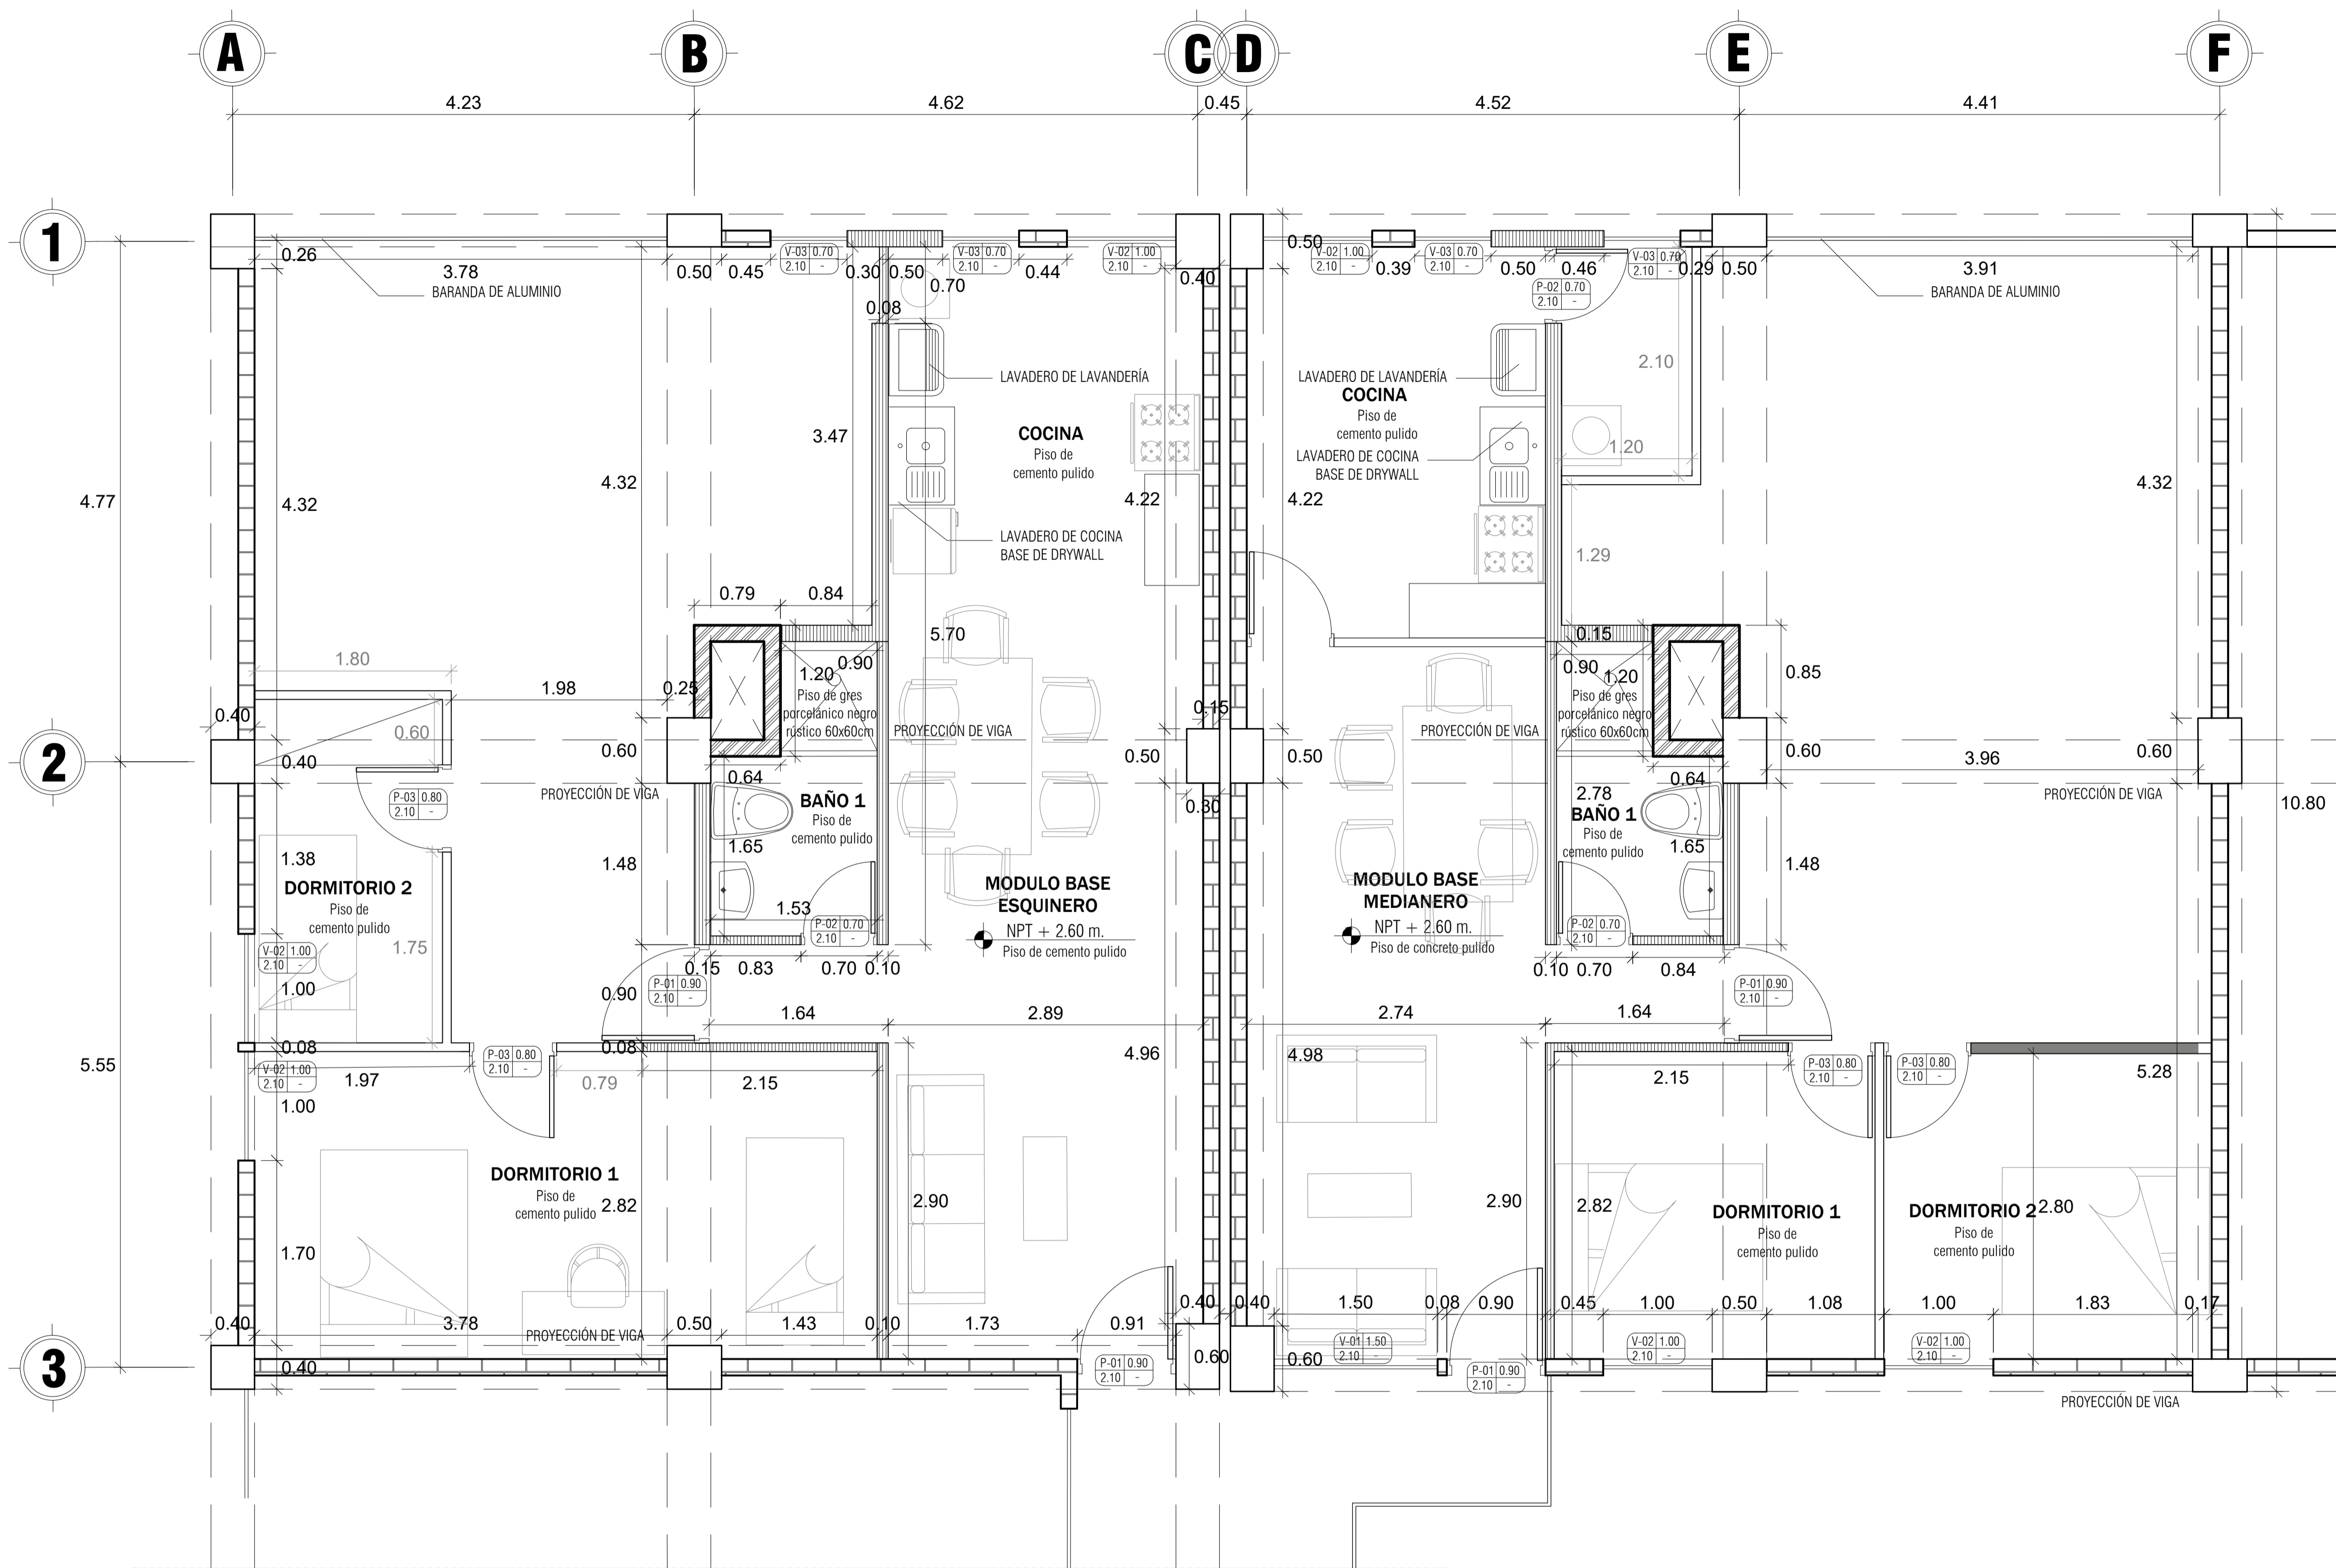 A
B
C
D
E
F
4.23
4.62
0.45
4.52
4.41
1
0.26
3.78
0.50
0.45
V-03 0.70
2.10 -
0.30
0.50
0.70
V-03 0.70
2.10 -
0.44
V-02 1.00
2.10 -
0.40
0.50
V-02 1.00
2.10 -
0.39
V-03 0.70
2.10 -
0.50
0.46
V-03 0.70
2.10 -
0.29
0.50
3.91
BARANDA DE ALUMINIO
0.08
P-02 0.70
2.10 -
BARANDA DE ALUMINIO
LAVADERO DE LAVANDERÍA
LAVADERO DE LAVANDERÍA
2.10
COCINA
Piso de
cemento pulido
COCINA
Piso de
cemento pulido
3.47
1.20
LAVADERO DE COCINA
BASE DE DRYWALL
4.77
4.32
4.32
4.22
4.22
4.32
LAVADERO DE COCINA
BASE DE DRYWALL
1.29
0.79
0.84
5.70
0.15
1.80
0.90
0.90
1.20
1.20
0.85
1.98
0.25
Piso de gres
porcelánico negro
rústico 60x60cm
Piso de gres
porcelánico negro
rústico 60x60cm
0.40
0.15
0.60
PROYECCIÓN DE VIGA
PROYECCIÓN DE VIGA
2
0.40
0.60
0.50
0.50
0.60
3.96
0.60
0.64
0.64
PROYECCIÓN DE VIGA
PROYECCIÓN DE VIGA
P-03 0.80
2.10 -
BAÑO 1
Piso de
cemento pulido
0.30
2.78
BAÑO 1
Piso de
cemento pulido
10.80
1.38
1.48
1.65
1.65
1.48
DORMITORIO 2
Piso de
cemento pulido
MODULO BASE
ESQUINERO
NPT + 2.60 m.
Piso de cemento pulido
MODULO BASE
MEDIANERO
NPT + 2.60 m.
Piso de concreto pulido
1.53
P-02 0.70
2.10 -
P-02 0.70
2.10 -
1.75
V-02 1.00
2.10 -
1.00
0.15
0.83
0.70
0.10
0.10
0.70
0.84
P-01 0.90
2.10 -
0.90
P-01 0.90
2.10 -
1.64
2.89
2.74
1.64
5.55
0.08
0.08
4.96
4.98
V-02 1.00
2.10 -
1.97
P-03 0.80
2.10 -
0.79
2.15
2.15
P-03 0.80
2.10 -
P-03 0.80
2.10 -
5.28
1.00
DORMITORIO 1
Piso de
cemento pulido
2.82
2.90
2.90
2.82
DORMITORIO 1
Piso de
cemento pulido
DORMITORIO 2
Piso de
cemento pulido
2.80
1.70
0.40
3.78
0.50
1.43
0.10
1.73
0.91
0.40
0.40
1.50
0.08
0.90
0.45
1.00
0.50
1.08
1.00
1.83
0.17
PROYECCIÓN DE VIGA
3
0.40
P-01 0.90
2.10 -
0.60
0.60
V-01 1.50
2.10 -
P-01 0.90
2.10 -
V-02 1.00
2.10 -
V-02 1.00
2.10 -
PROYECCIÓN DE VIGA